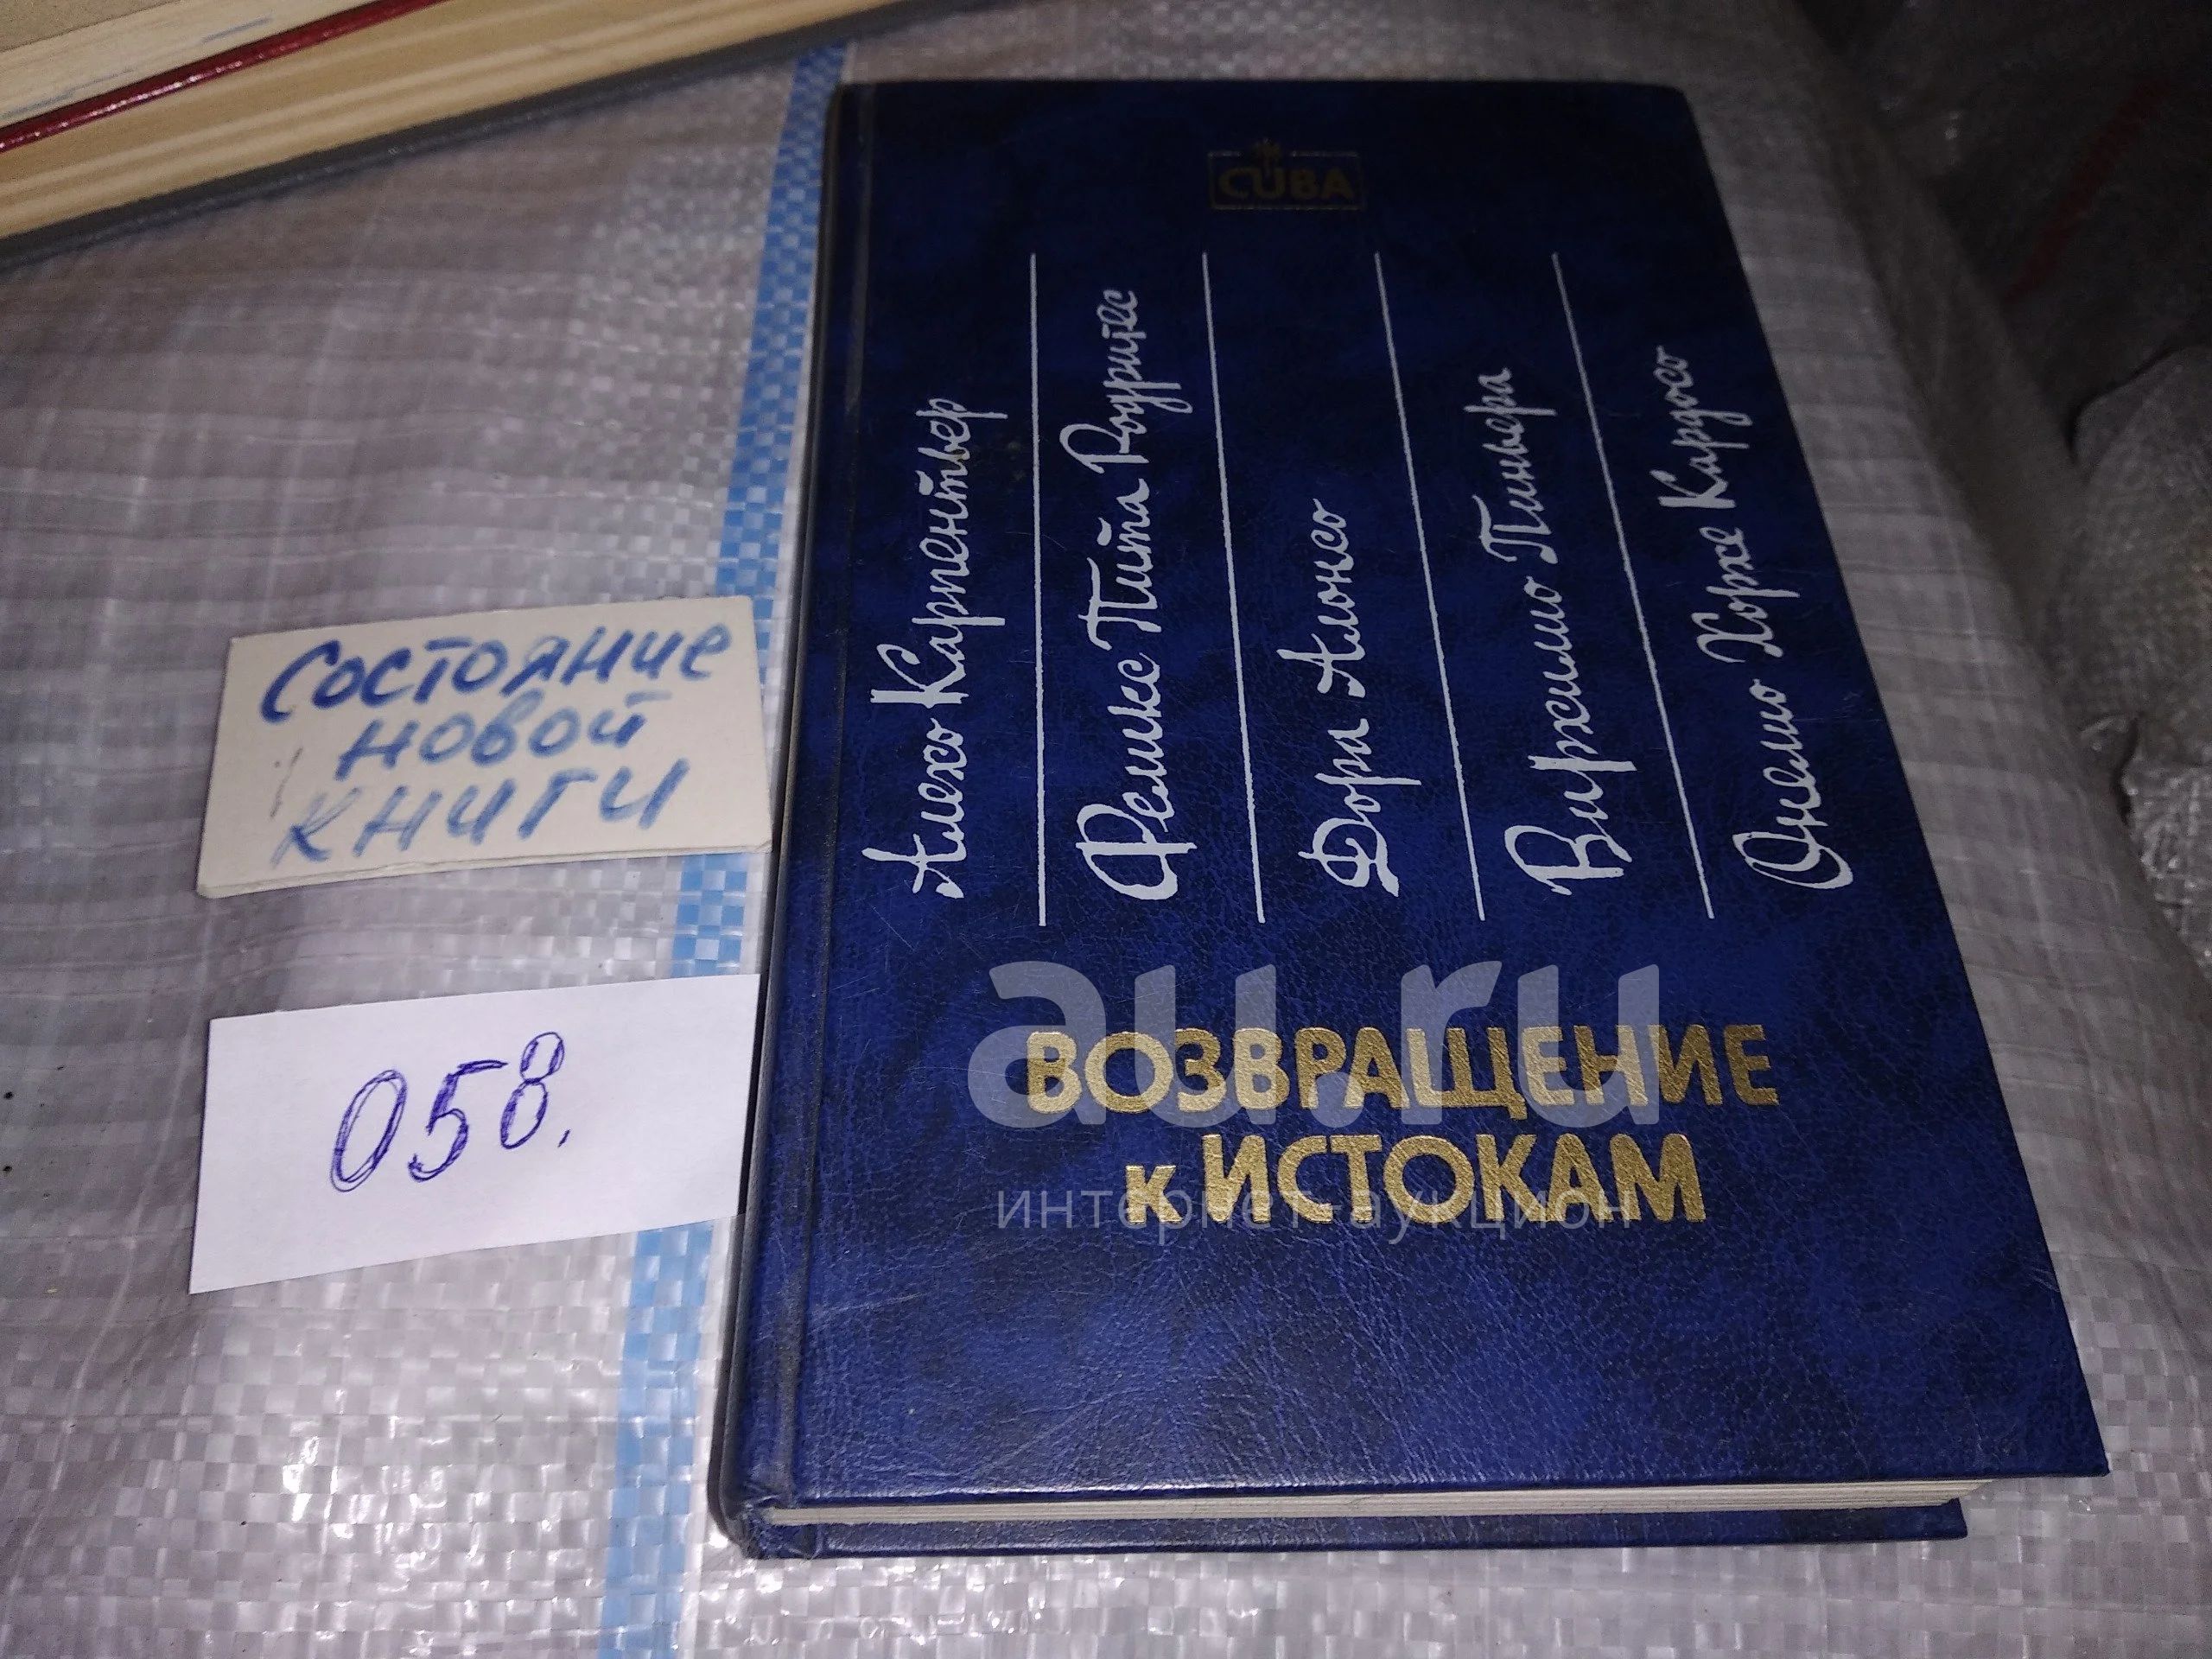 CUBA
Алехо Карпентьер
Феликс Пита Родригес
Дора Алонсо
Вирхилио Пиньера
Онелио Хорхе Кардосо
ВОЗВРАЩЕНИЕ
к ИСТОКАМ
Состояние
новой
книги
058.
au.ru
интернет-аукцион